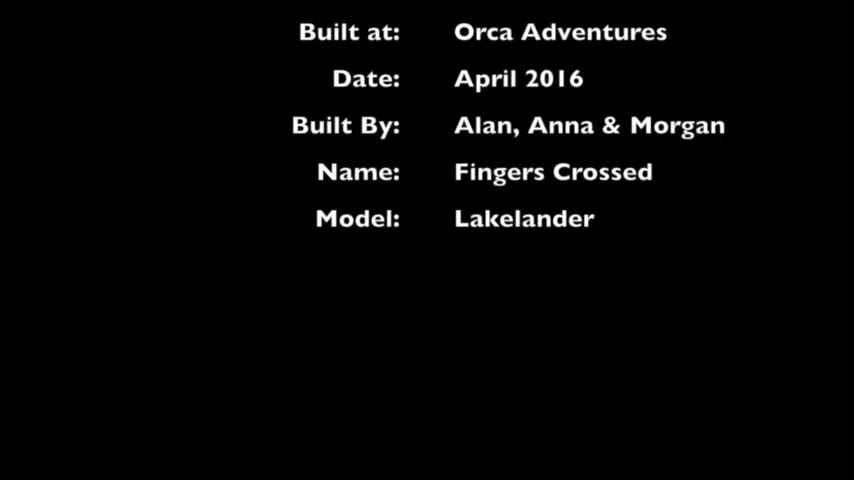 Built at: Orca Adventures
Date: April 2016
Built By: Alan, Anna & Morgan
Name: Fingers Crossed
Model: Lakelander